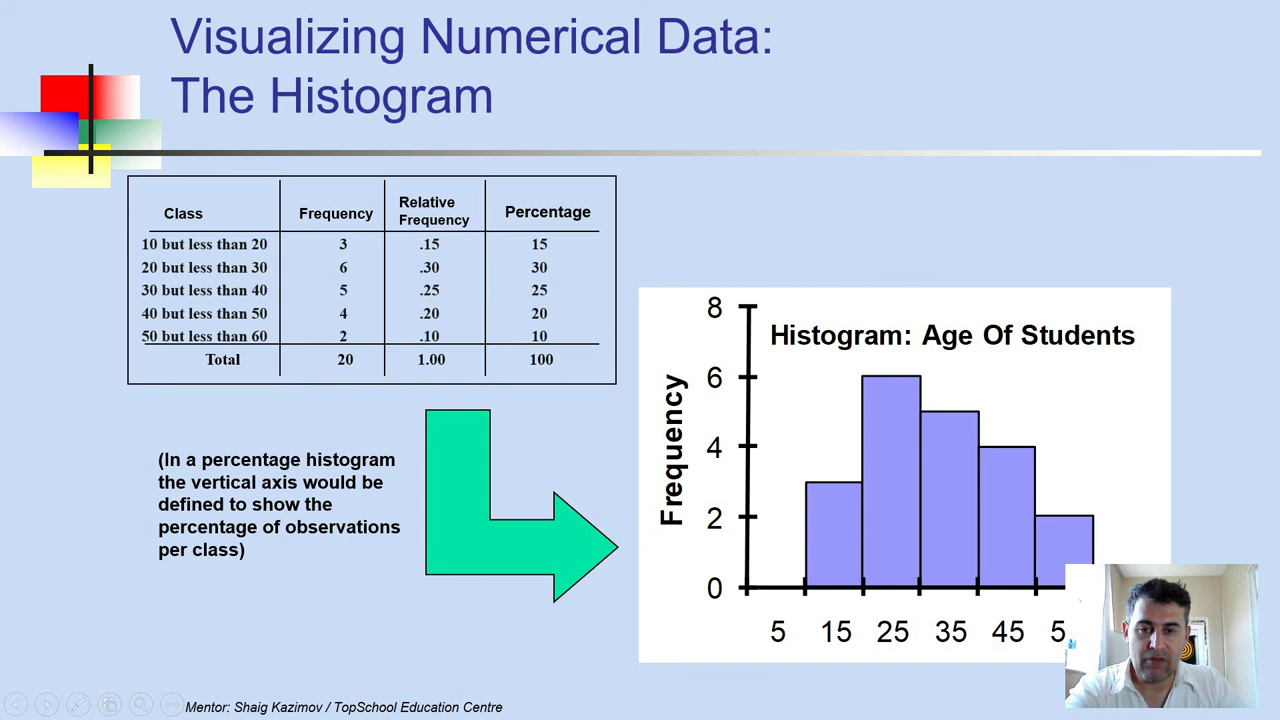 Visualizing Numerical Data:
The Histogram
Class Frequency Relative Frequency Percentage
10 but less than 20 3 .15 15
20 but less than 30 6 .30 30
30 but less than 40 5 .25 25
40 but less than 50 4 .20 20
50 but less than 60 2 .10 10
Total 20 1.00 100
(In a percentage histogram
the vertical axis would be
defined to show the
percentage of observations
per class)
Histogram: Age Of Students
Frequency
8
6
4
2
0
5 15 25 35 45
Mentor: Shaig Kazimov / TopSchool Education Centre